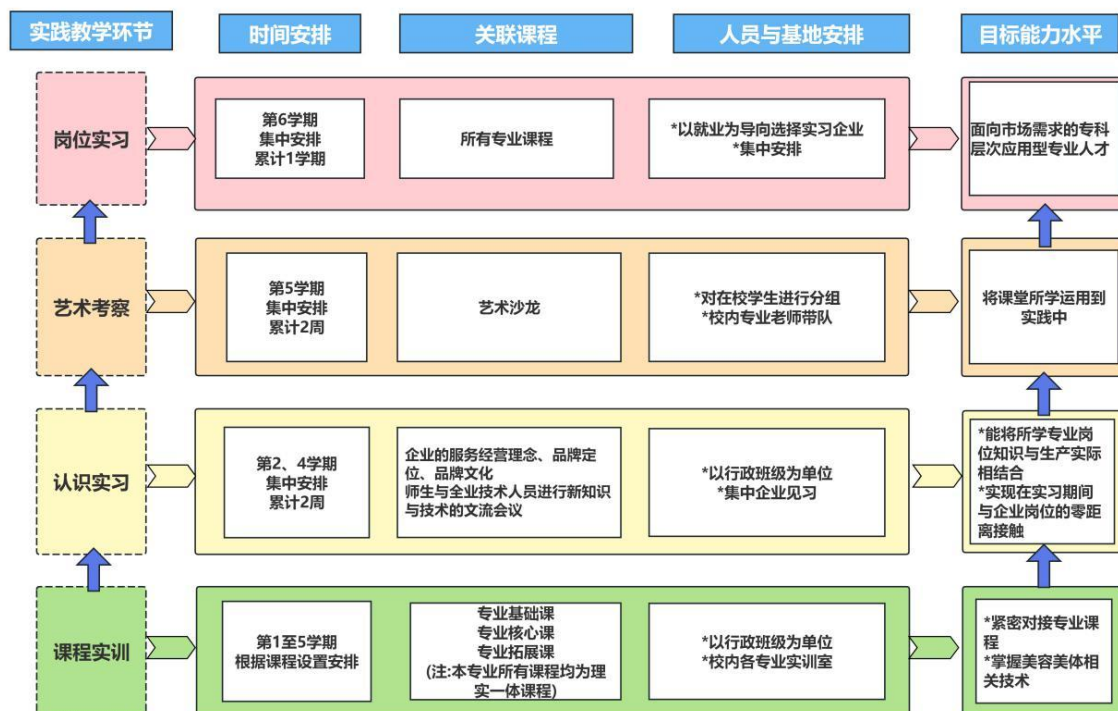 实践教学环节
时间安排
关联课程
人员与基地安排
目标能力水平
岗位实习
第6学期
集中安排
累计1学期
所有专业课程
*以就业为导向选择实习企业
*集中安排
面向市场需求的专科
层次应用型专业人才
艺术考察
第5学期
集中安排
累计2周
艺术沙龙
*对在校学生进行分组
*校内专业老师带队
将课堂所学运用到
实践中
认识实习
第2、4学期
集中安排
累计2周
企业的服务经营理念、品牌定
位、品牌文化
师生与全业技术人员进行新知识
与技术的文流会议
*以行政班级为单位
*集中企业见习
*能将所学专业岗
位知识与生产实际
相结合
*实现在实习期间
与企业岗位的零距
离接触
课程实训
第1至5学期
根据课程设置安排
专业基础课
专业核心课
专业拓展课
(注:本专业所有课程均为理
实一体课程)
*以行政班级为单位
*校内各专业实训室
*紧密对接专业课
程
*掌握美容美体相
关技术